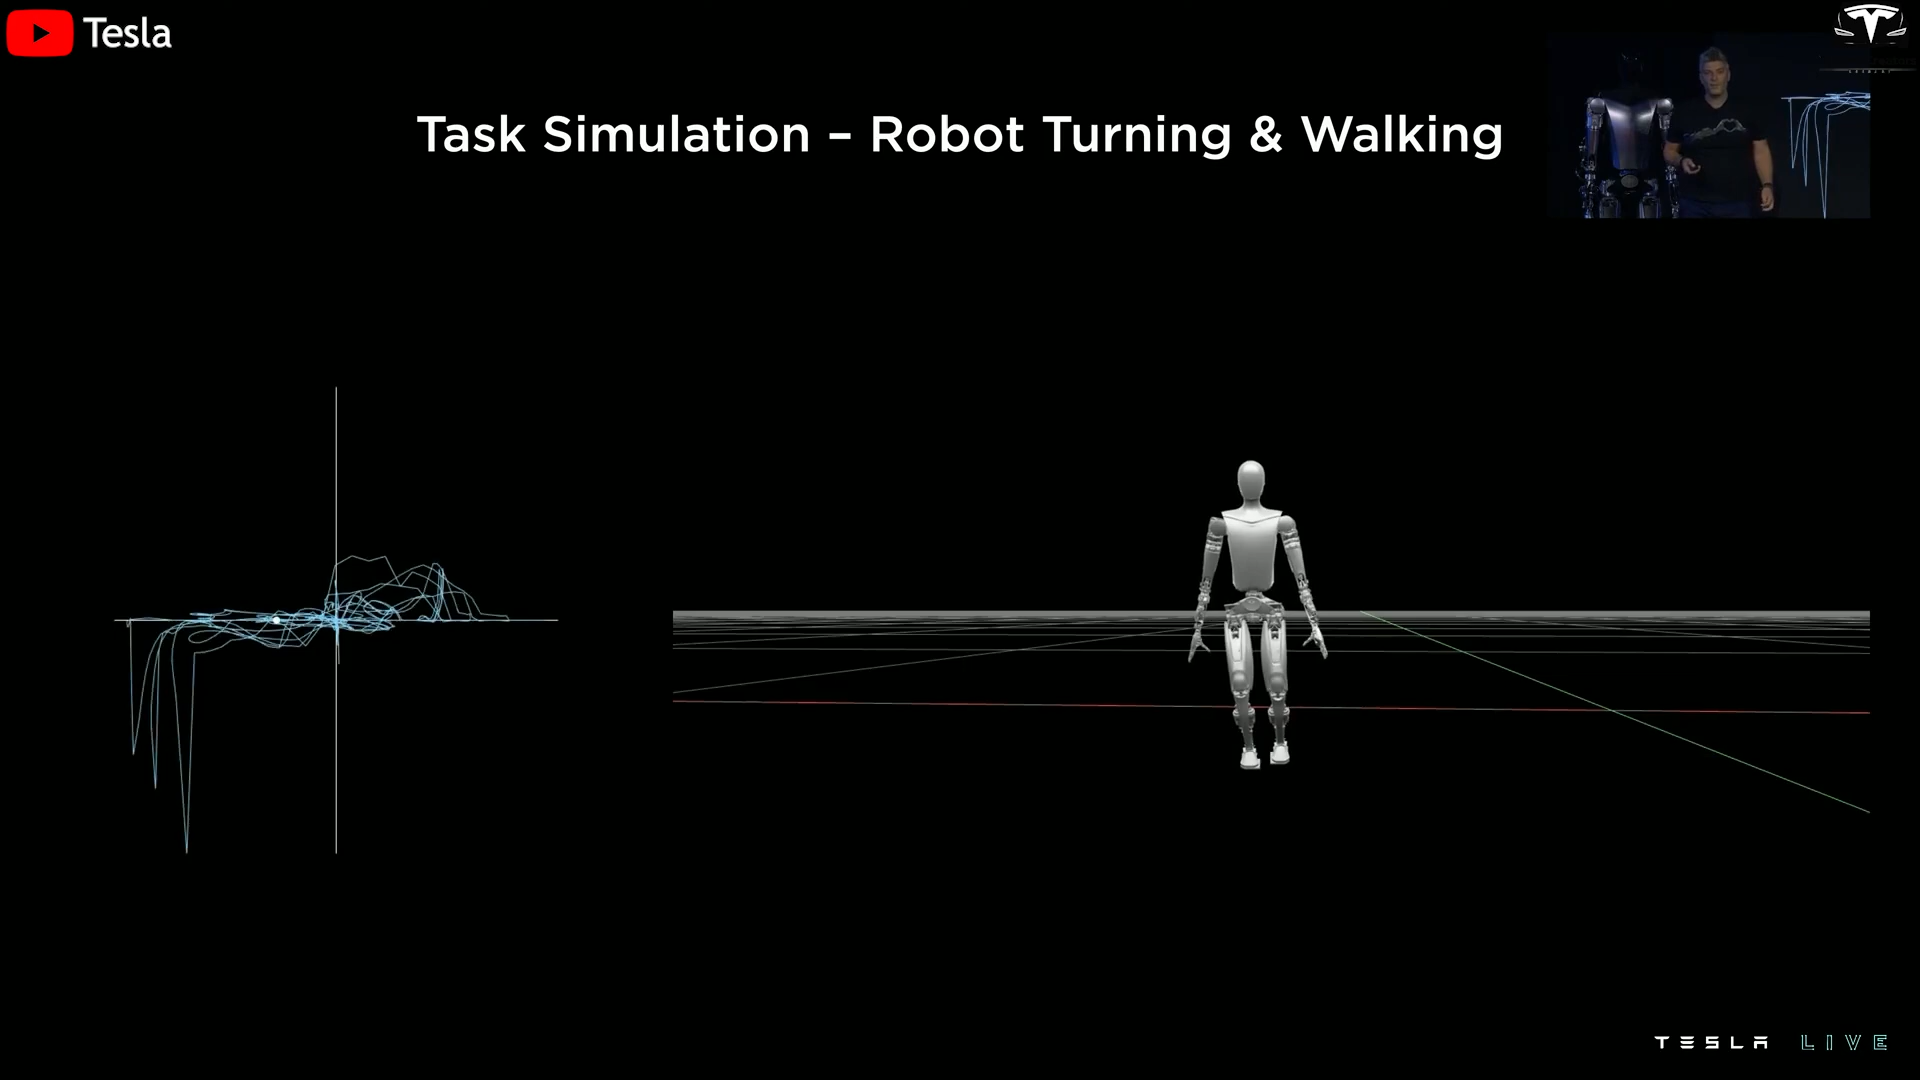 Tesla
Task Simulation – Robot Turning & Walking
TESLA LIVE